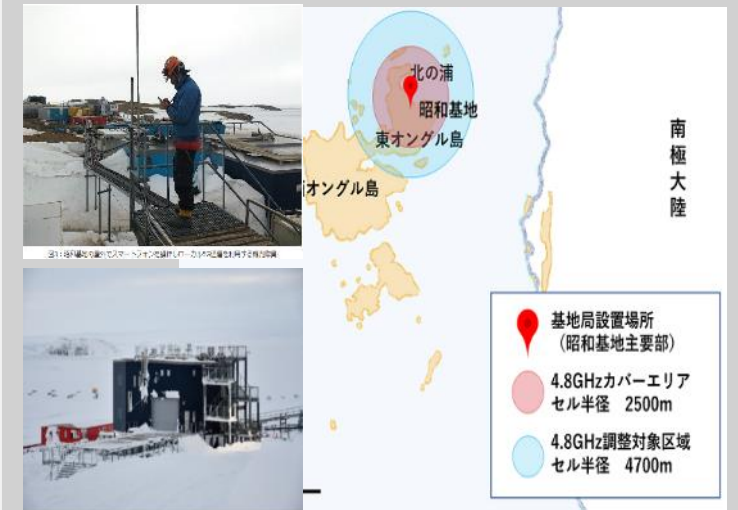 北の浦
昭和基地
東オングル島
オングル島
南極大陸
基地局設置場所
（昭和基地主要部）
4.8GHzカバーエリア
セル半径　2500m
4.8GHz調整対象区域
セル半径　4700m